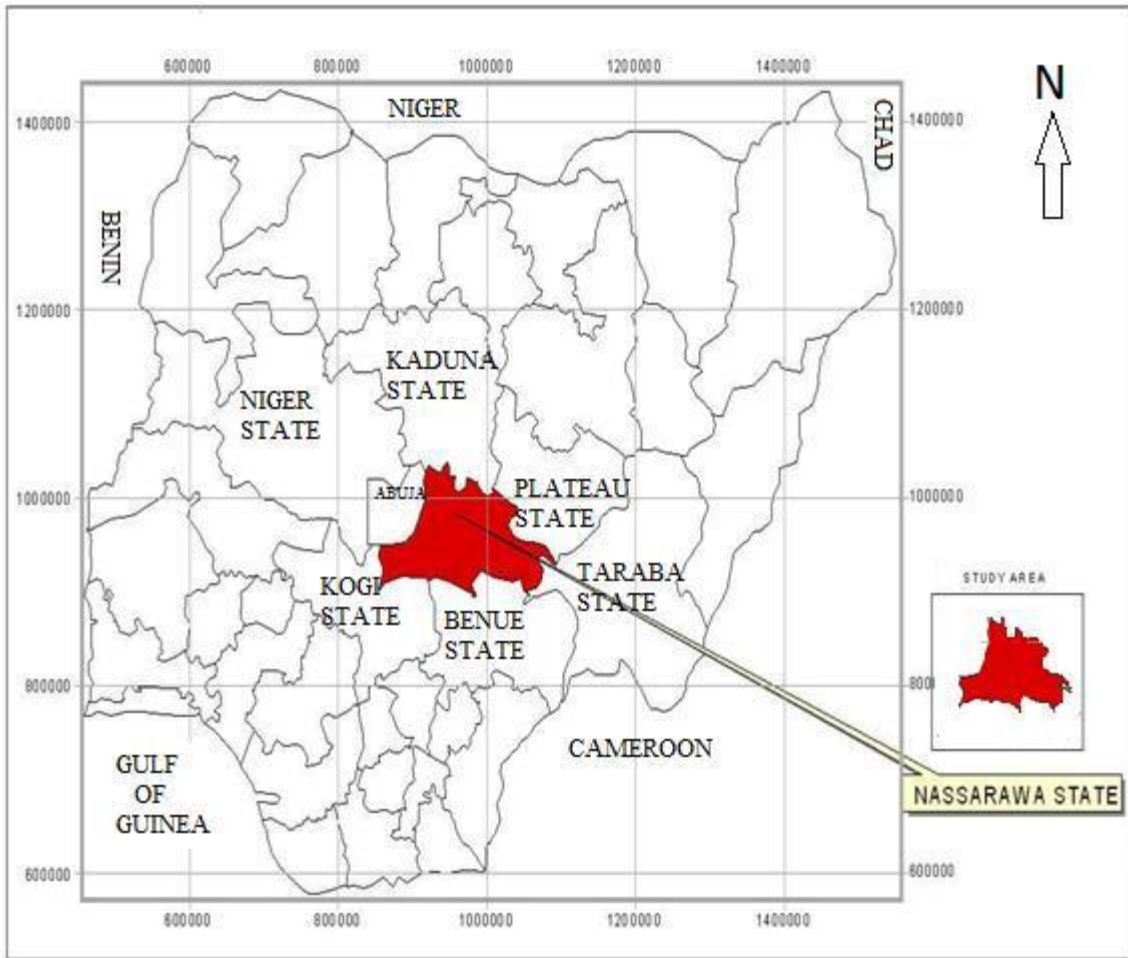 600000 800000 1000000 1200000 1400000
N
NIGER
CHAD
1400000 1400000
BENIN
1200000 1200000
KADUNA
STATE
NIGER
STATE
ABUJA
1000000 1000000
PLATEAU
STATE
TARABA
STATE
KOGI
STATE
BENUE
STATE
STUDY AREA
800000 800
CAMEROON
GULF
OF
GUINEA
NASSARAWA STATE
600000 600000
600000 800000 1000000 1200000 1400000